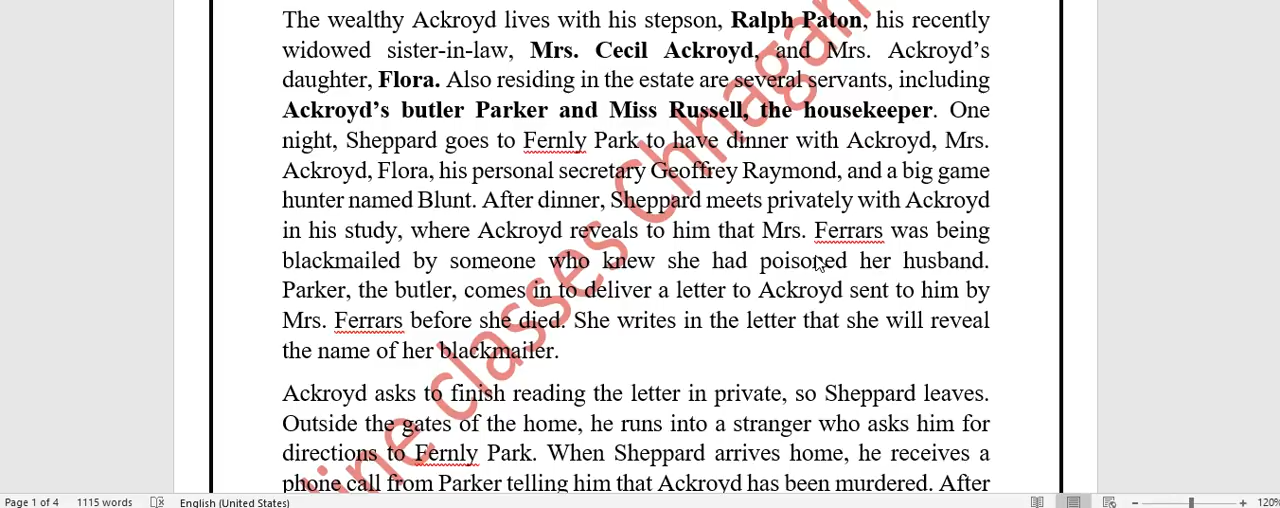 The wealthy Ackroyd lives with his stepson, Ralph Paton, his recently
widowed sister-in-law, Mrs. Cecil Ackroyd, and Mrs. Ackroyd’s
daughter, Flora. Also residing in the estate are several servants, including
Ackroyd’s butler Parker and Miss Russell, the housekeeper. One
night, Sheppard goes to Fernly Park to have dinner with Ackroyd, Mrs.
Ackroyd, Flora, his personal secretary Geoffrey Raymond, and a big game
hunter named Blunt. After dinner, Sheppard meets privately with Ackroyd
in his study, where Ackroyd reveals to him that Mrs. Ferrars was being
blackmailed by someone who knew she had poisoned her husband.
Parker, the butler, comes in to deliver a letter to Ackroyd sent to him by
Mrs. Ferrars before she died. She writes in the letter that she will reveal
the name of her blackmailer.
Ackroyd asks to finish reading the letter in private, so Sheppard leaves.
Outside the gates of the home, he runs into a stranger who asks him for
directions to Fernly Park. When Sheppard arrives home, he receives a
phone call from Parker telling him that Ackroyd has been murdered. After
line classes Chhagan
Page 1 of 4 1115 words English (United States) 120%